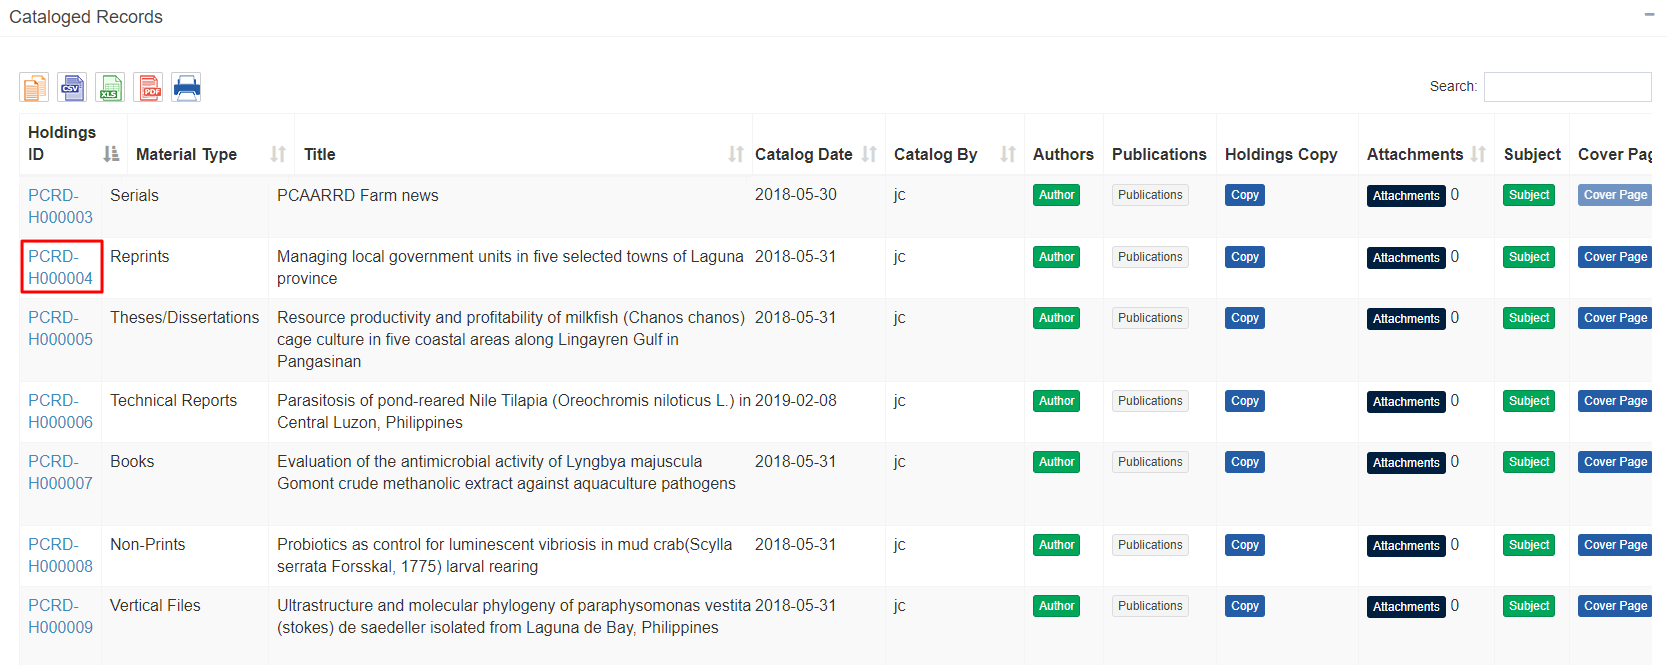 Cataloged Records
CSV
XLS
PDF
Search:
Holdings ID Material Type Title Catalog Date Catalog By Authors Publications Holdings Copy Attachments Subject Cover Pag
PCRD- Serials PCAARRD Farm news 2018-05-30 jc Author Publications Copy Attachments 0 Subject Cover Page
H000003
PCRD- Reprints Managing local government units in five selected towns of Laguna 2018-05-31 jc Author Publications Copy Attachments 0 Subject Cover Page
H000004 province
PCRD- Theses/Dissertations Resource productivity and profitability of milkfish (Chanos chanos) 2018-05-31 jc Author Publications Copy Attachments 0 Subject Cover Page
H000005 cage culture in five coastal areas along Lingayren Gulf in
Pangasinan
PCRD- Technical Reports Parasitosis of pond-reared Nile Tilapia (Oreochromis niloticus L.) in 2019-02-08 jc Author Publications Copy Attachments 0 Subject Cover Page
H000006 Central Luzon, Philippines
PCRD- Books Evaluation of the antimicrobial activity of Lyngbya majuscula 2018-05-31 jc Author Publications Copy Attachments 0 Subject Cover Page
H000007 Gomont crude methanolic extract against aquaculture pathogens
PCRD- Non-Prints Probiotics as control for luminescent vibriosis in mud crab(Scylla 2018-05-31 jc Author Publications Copy Attachments 0 Subject Cover Page
H000008 serrata Forsskal, 1775) larval rearing
PCRD- Vertical Files Ultrastructure and molecular phylogeny of paraphysomonas vestita 2018-05-31 jc Author Publications Copy Attachments 0 Subject Cover Page
H000009 (stokes) de saedeller isolated from Laguna de Bay, Philippines